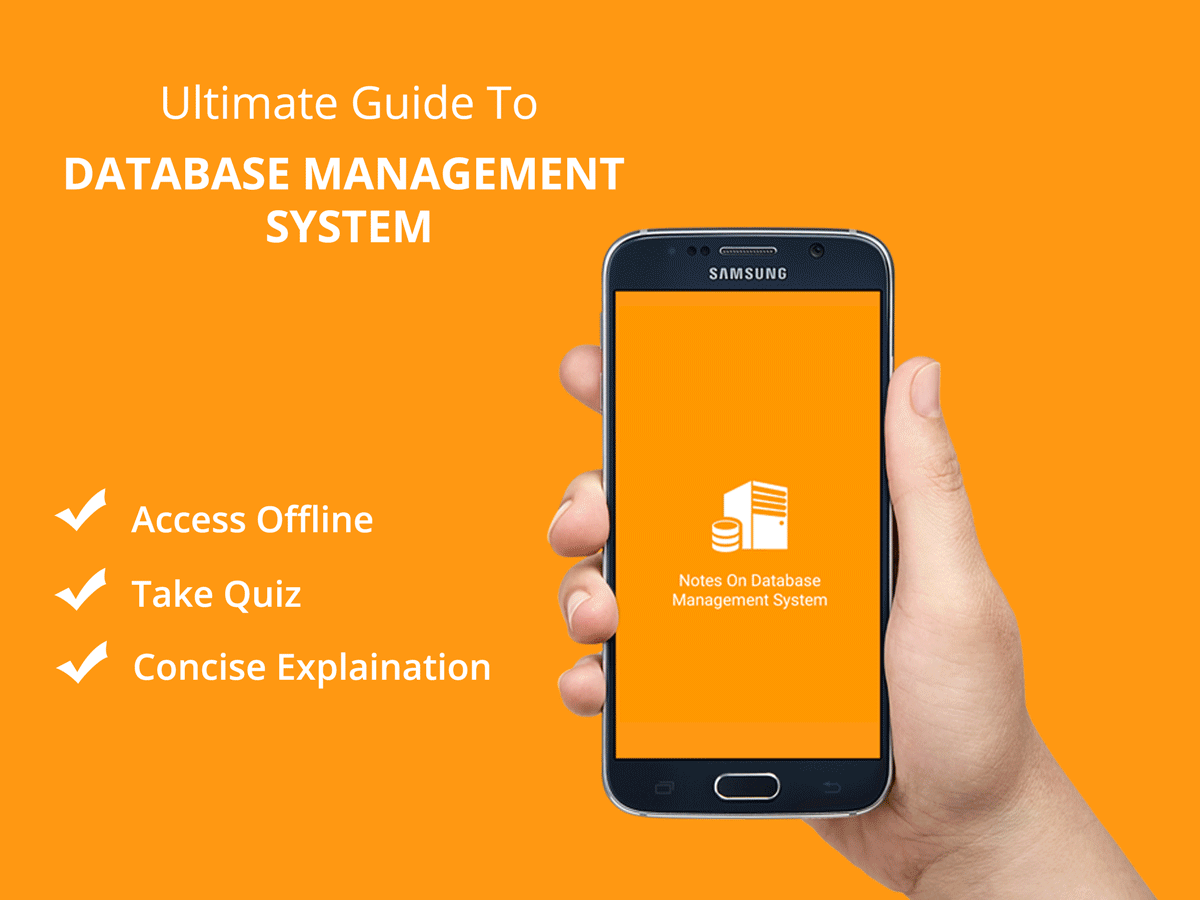 Ultimate Guide To
DATABASE MANAGEMENT
SYSTEM
SAMSUNG
Access Offline
Take Quiz
Concise Explaination
Notes On Database
Management System